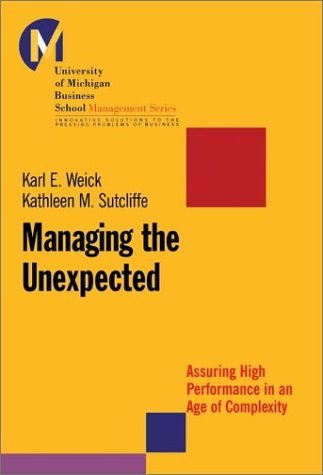 M
University
of Michigan
Business
School Management Series
INNOVATIVE SOLUTIONS TO THE
PRESSING PROBLEMS OF BUSINESS
Karl E. Weick
Kathleen M. Sutcliffe
Managing the
Unexpected
Assuring High
Performance in an
Age of Complexity